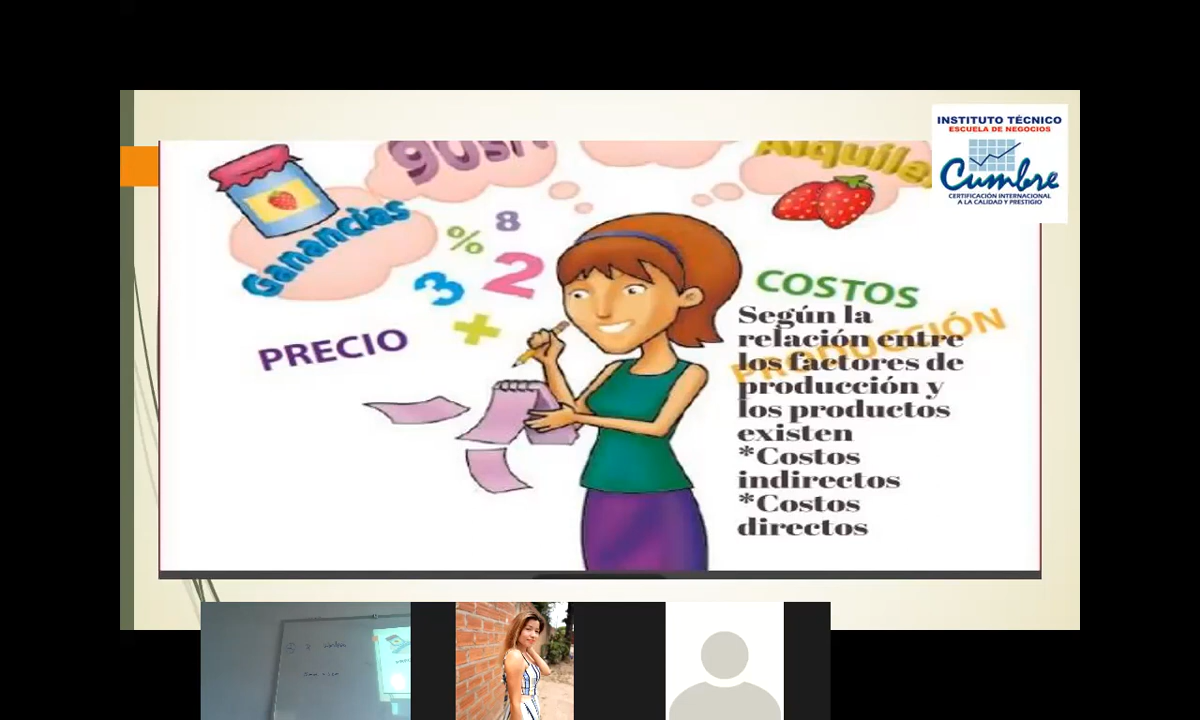 INSTITUTO TÉCNICO
ESCUELA DE NEGOCIOS
Cumbre
CERTIFICACIÓN INTERNACIONAL
A LA CALIDAD Y PRESTIGIO
Ganancias
%
8
3
2
+
PRECIO
COSTOS
PRODUCCIÓN
Según la
relación entre
los factores de
producción y
los productos
existen
*Costos
indirectos
*Costos
directos